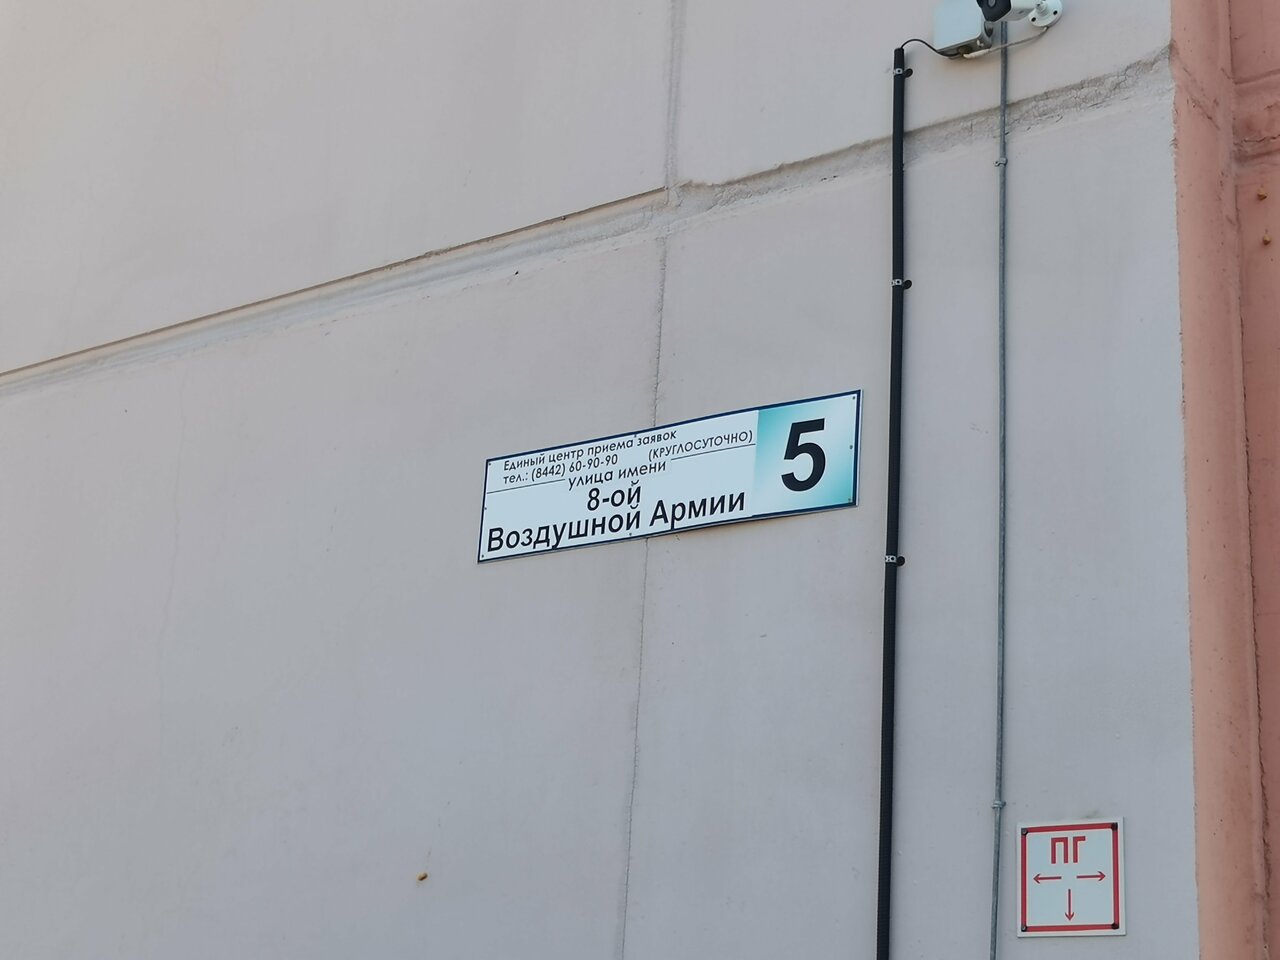 Единый центр приема заявок
тел.: (8442) 60-90-90 (КРУГЛОСУТОЧНО)
улица имени
8-ой
Воздушной Армии
5
ПГ